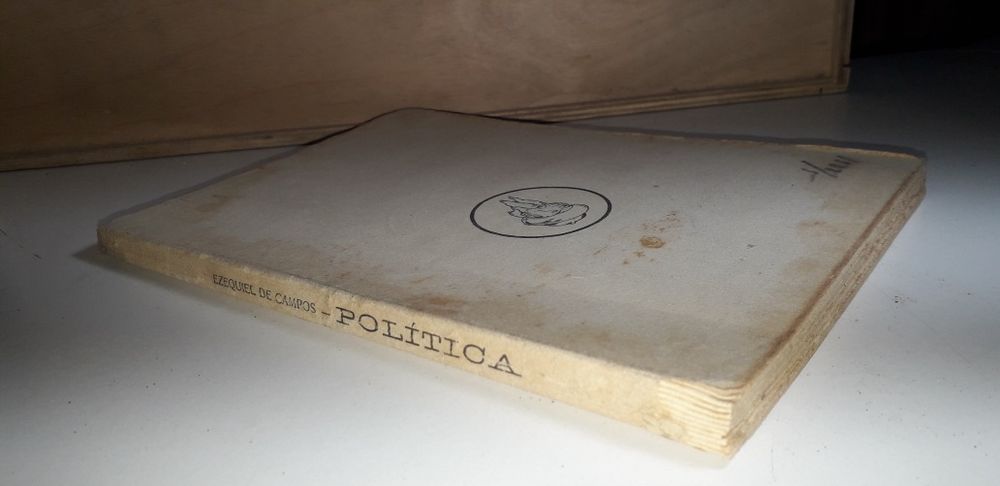 EZEQUIEL DE CAMPOS – POLÍTICA